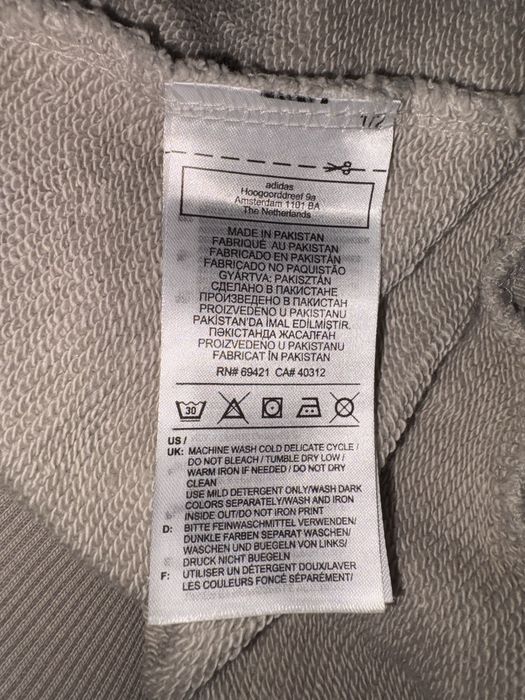 1/2
adidas
Hoogoorddreef 9a
Amsterdam 1101 BA
The Netherlands
MADE IN PAKISTAN
FABRIQUÉ AU PAKISTAN
FABRICADO EN PAKISTÁN
FABRICADO NO PAQUISTÃO
GYÁRTVA: PAKISZTÁN
СДЕЛАНО В ПАКИСТАНЕ
ПРОИЗВЕДЕНО В ПАКИСТАН
PROIZVEDENO U PAKISTANU
PAKİSTAN'DA İMAL EDİLMİŞTİR.
ПӘКІСТАНДА ЖАСАЛҒАН
PROIZVEDENO U PAKISTANU
FABRICAT ÎN PAKISTAN
RN# 69421 CA# 40312
30
US /
UK: MACHINE WASH COLD DELICATE CYCLE /
DO NOT BLEACH / TUMBLE DRY LOW /
WARM IRON IF NEEDED / DO NOT DRY
CLEAN
USE MILD DETERGENT ONLY/WASH DARK
COLORS SEPARATELY/WASH AND IRON
INSIDE OUT/DO NOT IRON PRINT
D: BITTE FEINWASCHMITTEL VERWENDEN/
DUNKLE FARBEN SEPARAT WASCHEN/
WASCHEN UND BUEGELN VON LINKS/
DRUCK NICHT BUEGELN
F: UTILISER UN DÉTERGENT DOUX/LAVER
LES COULEURS FONCÉ SÉPARÉMENT/